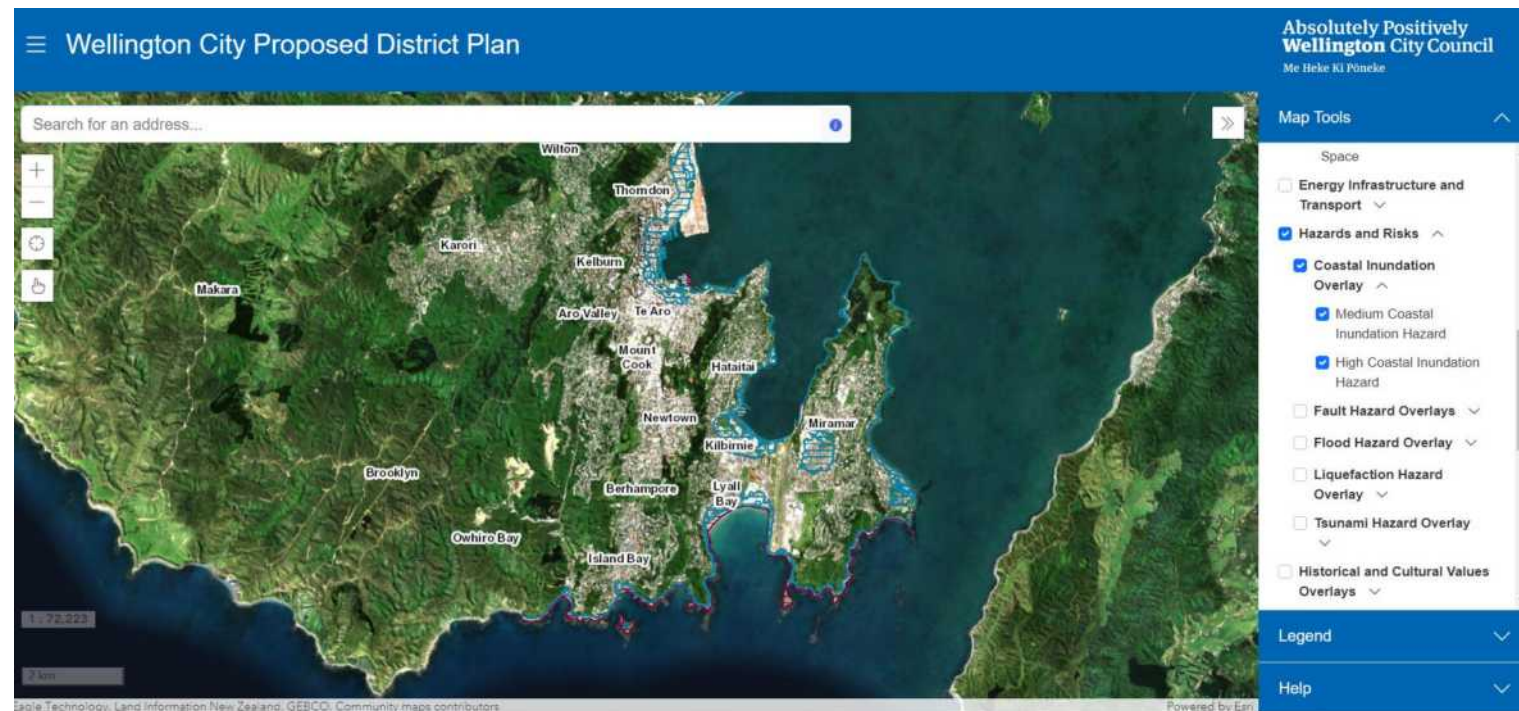 Wellington City Proposed District Plan
Absolutely Positively
Wellington City Council
Me Heke Ki Pōneke
Search for an address...
Map Tools
Space
Energy Infrastructure and
Transport
Hazards and Risks
Coastal Inundation
Overlay
Medium Coastal
Inundation Hazard
High Coastal Inundation
Hazard
Fault Hazard Overlays
Flood Hazard Overlay
Liquefaction Hazard
Overlay
Tsunami Hazard Overlay
Historical and Cultural Values
Overlays
Legend
Help
Wilton
Thorndon
Karori
Kelburn
Makara
Aro Valley
Te Aro
Mount
Cook
Hataitai
Newtown
Miramar
Kilbirnie
Brooklyn
Berhampore
Lyall
Bay
Owhiro Bay
Island Bay
1 : 72,223
2 km
Eagle Technology, Land Information New Zealand, GEBCO, Community maps contributors
Powered by Esri